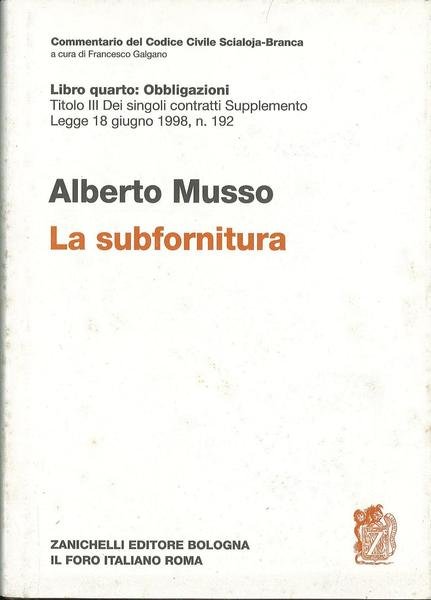 Commentario del Codice Civile Scialoja-Branca
a cura di Francesco Galgano
Libro quarto: Obbligazioni
Titolo III Dei singoli contratti Supplemento
Legge 18 giugno 1998, n. 192
Alberto Musso
La subfornitura
ZANICHELLI EDITORE BOLOGNA
IL FORO ITALIANO ROMA